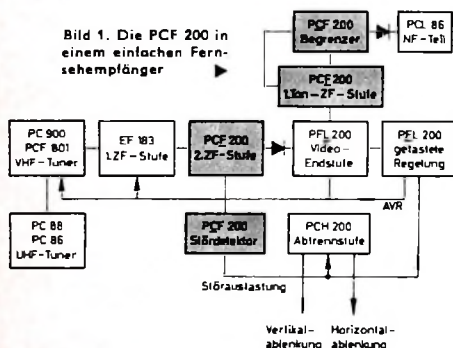 Bild 1. Die PCF 200 in
einem einfachen Fern-
sehempfänger
PCF 200
Begrenzer
PCL 86
NF-Teil
PCF 200
1.Ton-ZF-Stufe
PC 900
PCF 801
VHF-Tuner
EF 183
1.ZF-Stufe
PCF 200
2.ZF-Stufe
PFL 200
Video-
Endstufe
PFL 200
getastete
Regelung
AVR
PC 88
PC 86
UHF-Tuner
PCF 200
Stördetektor
PCH 200
Abtrennstufe
Störaustastung
Vertikal-
ablenkung
Horizontal-
ablenkung